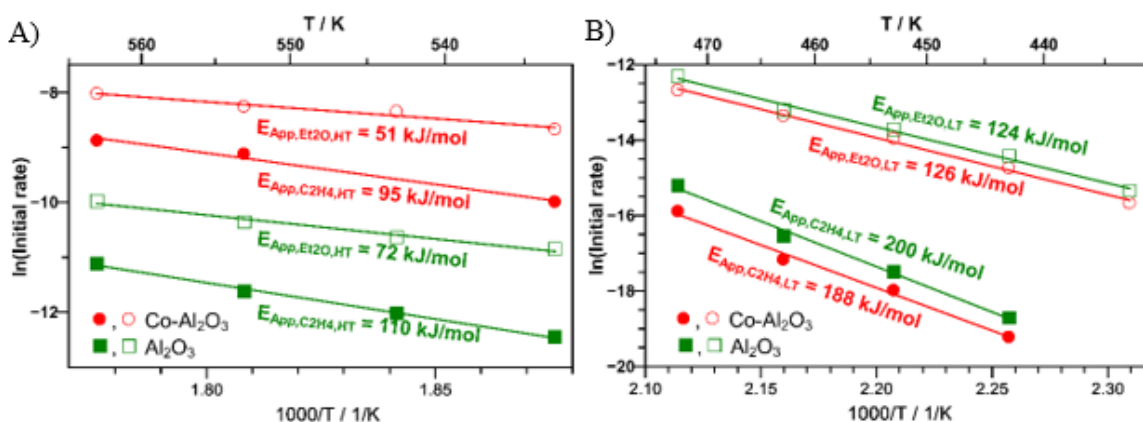 A)
T / K
560 550 540
−8
−10
−12
ln(Initial rate)
E_App,Et2O,HT = 51 kJ/mol
E_App,C2H4,HT = 95 kJ/mol
E_App,Et2O,HT = 72 kJ/mol
E_App,C2H4,HT = 110 kJ/mol
, Co-Al₂O₃
, Al₂O₃
1.80 1.85
1000/T / 1/K
B)
T / K
470 460 450 440
−12
−14
−16
−18
−20
ln(Initial rate)
E_App,Et2O,LT = 124 kJ/mol
E_App,Et2O,LT = 126 kJ/mol
E_App,C2H4,LT = 200 kJ/mol
E_App,C2H4,LT = 188 kJ/mol
, Co-Al₂O₃
, Al₂O₃
2.10 2.15 2.20 2.25 2.30
1000/T / 1/K